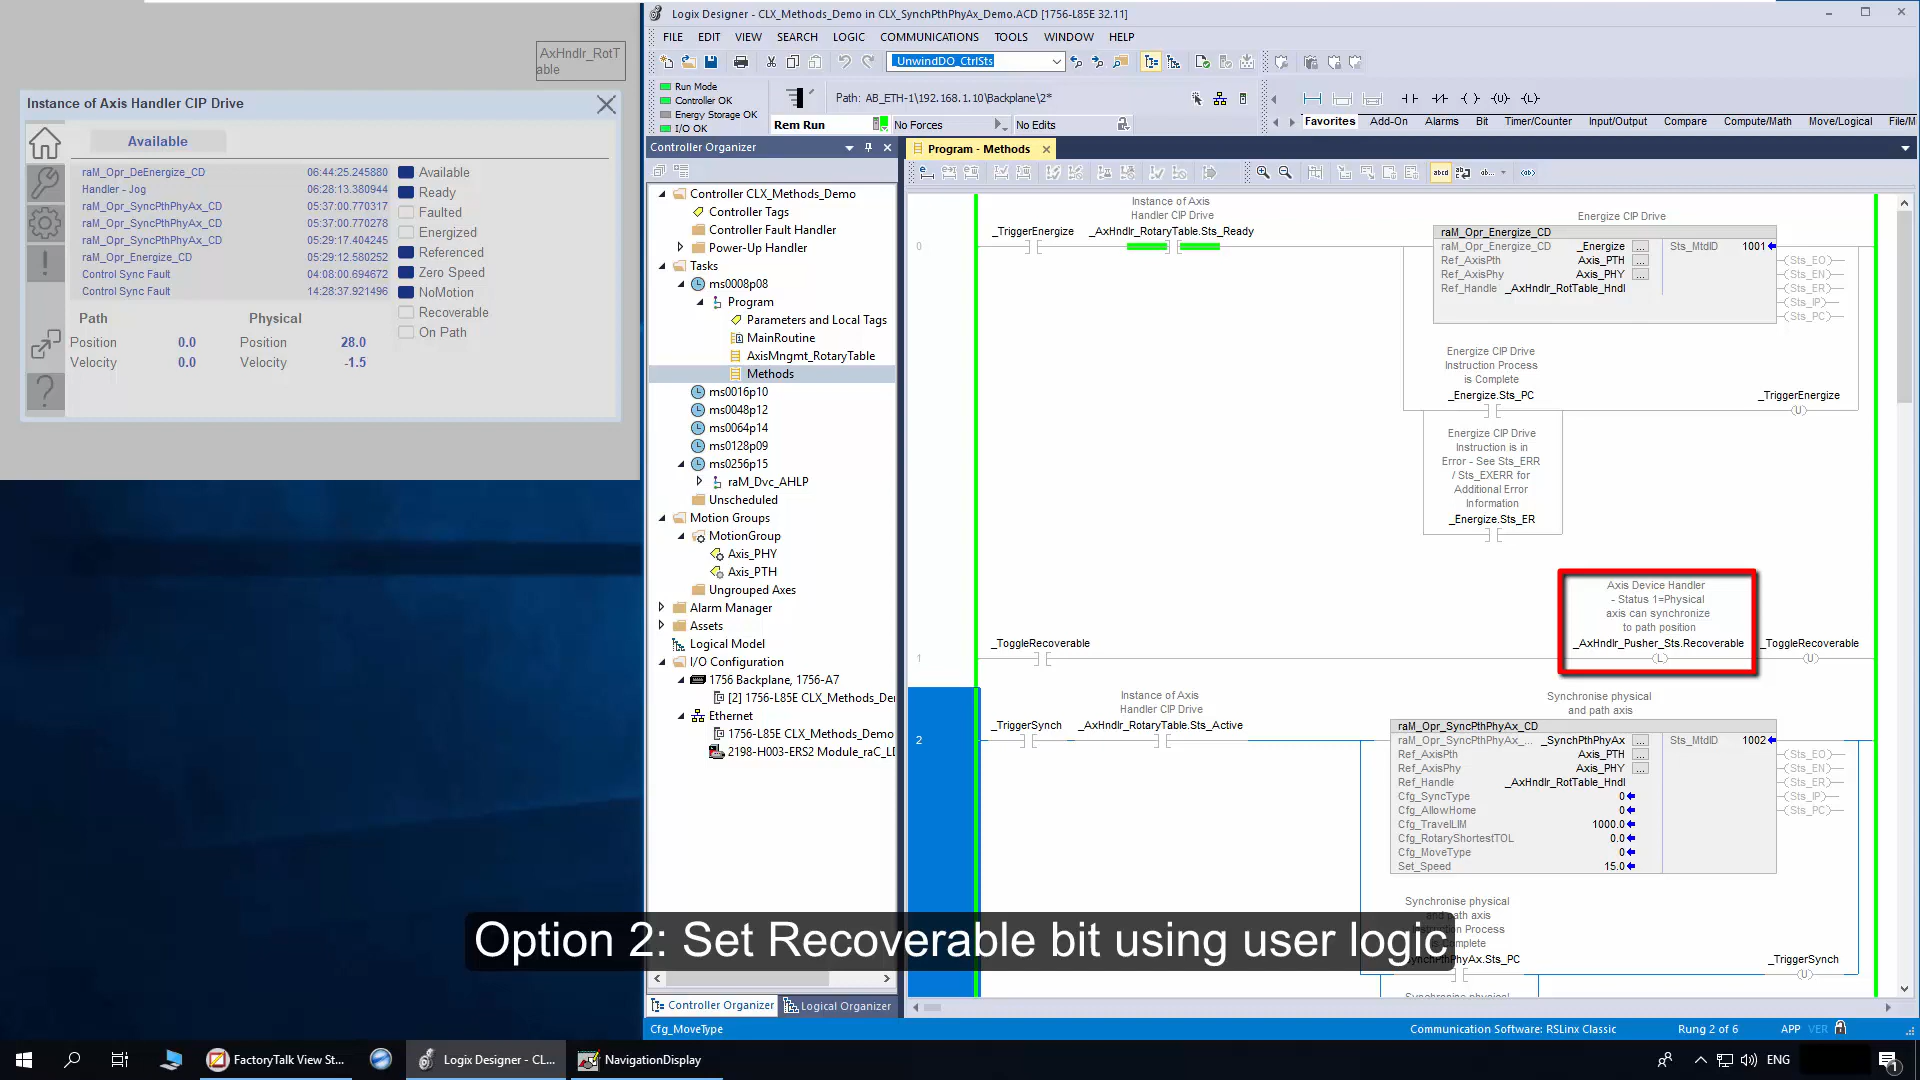 AxHndlr_RotT
able
Instance of Axis Handler CIP Drive
Available
raM_Opr_DeEnergize_CD 06:44:25.245880
Handler - Jog 06:28:13.380944
raM_Opr_SyncPthPhyAx_CD 05:37:00.770317
raM_Opr_SyncPthPhyAx_CD 05:37:00.770278
raM_Opr_SyncPthPhyAx_CD 05:29:17.404245
raM_Opr_Energize_CD 05:29:12.580252
Control Sync Fault 04:08:00.694672
Control Sync Fault 14:28:37.921496
Available
Ready
Faulted
Energized
Referenced
Zero Speed
NoMotion
Recoverable
On Path
Path Physical
Position 0.0 Position 28.0
Velocity 0.0 Velocity -1.5
Logix Designer - CLX_Methods_Demo in CLX_SynchPthPhyAx_Demo.ACD [1756-L85E 32.11]
FILE EDIT VIEW SEARCH LOGIC COMMUNICATIONS TOOLS WINDOW HELP
UnwindDO_CtrlSts
Run Mode
Controller OK
Energy Storage OK
I/O OK
Path: AB_ETH-1\192.168.1.10\Backplane\2*
Rem Run No Forces No Edits
Favorites Add-On Alarms Bit Timer/Counter Input/Output Compare Compute/Math Move/Logical File/M
Controller Organizer
Program - Methods
Controller CLX_Methods_Demo
Controller Tags
Controller Fault Handler
Power-Up Handler
Tasks
ms0008p08
Program
Parameters and Local Tags
MainRoutine
AxisMngmt_RotaryTable
Methods
ms0016p10
ms0048p12
ms0064p14
ms0128p09
ms0256p15
raM_Dvc_AHLP
Unscheduled
Motion Groups
MotionGroup
Axis_PHY
Axis_PTH
Ungrouped Axes
Alarm Manager
Assets
Logical Model
I/O Configuration
1756 Backplane, 1756-A7
[2] 1756-L85E CLX_Methods_De
Ethernet
1756-L85E CLX_Methods_Demo
2198-H003-ERS2 Module_raC_LD
Controller Organizer Logical Organizer
0
_TriggerEnergize
Instance of Axis
Handler CIP Drive
_AxHndlr_RotaryTable.Sts_Ready
Energize CIP Drive
raM_Opr_Energize_CD
raM_Opr_Energize_CD _Energize ... Sts_MtdID 1001
Ref_AxisPth Axis_PTH ...
Ref_AxisPhy Axis_PHY ...
Ref_Handle _AxHndlr_RotTable_Hndl
(Sts_EO)
(Sts_EN)
(Sts_ER)
(Sts_IP)
(Sts_PC)
Energize CIP Drive
Instruction Process
is Complete
_Energize.Sts_PC
_TriggerEnergize
U
Energize CIP Drive
Instruction is in
Error - See Sts_ERR
/ Sts_EXERR for
Additional Error
Information
_Energize.Sts_ER
1
_ToggleRecoverable
Axis Device Handler
- Status 1=Physical
axis can synchronize
to path position
_AxHndlr_Pusher_Sts.Recoverable
L
_ToggleRecoverable
U
2
_TriggerSynch
Instance of Axis
Handler CIP Drive
_AxHndlr_RotaryTable.Sts_Active
Synchronise physical
and path axis
raM_Opr_SyncPthPhyAx_CD
raM_Opr_SyncPthPhyAx_... _SynchPthPhyAx ... Sts_MtdID 1002
Ref_AxisPth Axis_PTH ...
Ref_AxisPhy Axis_PHY ...
Ref_Handle _AxHndlr_RotTable_Hndl
Cfg_SyncType 0
Cfg_AllowHome 0
Cfg_TravelLIM 1000.0
Cfg_RotaryShortestTOL 0.0
Cfg_MoveType 0
Set_Speed 15.0
(Sts_EO)
(Sts_EN)
(Sts_ER)
(Sts_IP)
(Sts_PC)
Synchronise physical
and path axis
Instruction Process
is Complete
_SynchPthPhyAx.Sts_PC
_TriggerSynch
U
Option 2: Set Recoverable bit using user logic
Cfg_MoveType
Communication Software: RSLinx Classic Rung 2 of 6 APP VER
FactoryTalk View St... Logix Designer - CL... NavigationDisplay ENG 1